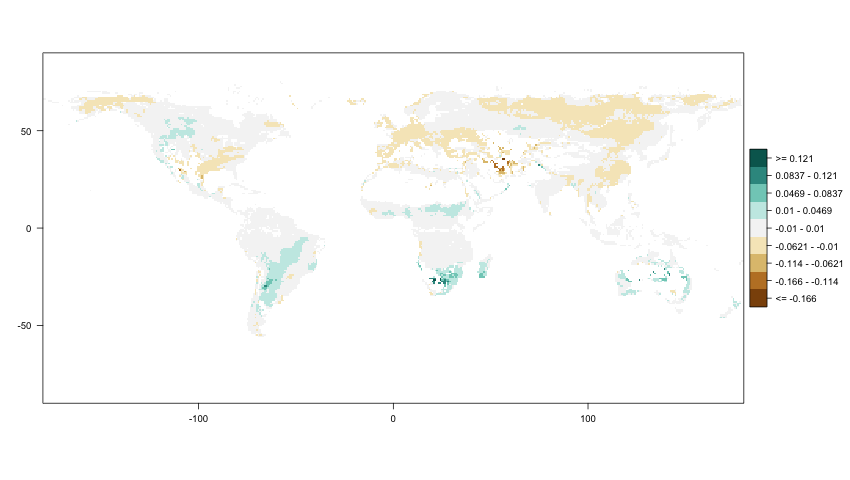 50
0
-50
-100
0
100
>= 0.121
0.0837 - 0.121
0.0469 - 0.0837
0.01 - 0.0469
-0.01 - 0.01
-0.0621 - -0.01
-0.114 - -0.0621
-0.166 - -0.114
<= -0.166